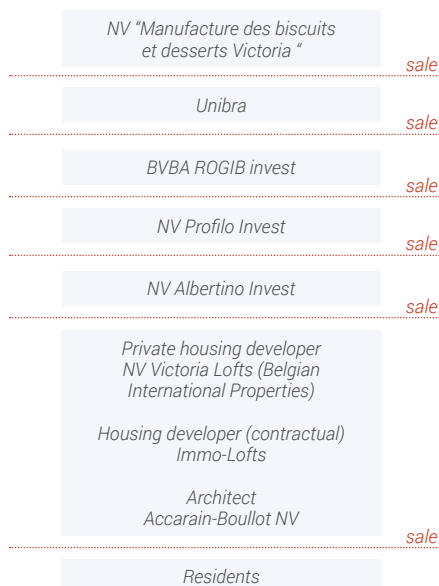 NV “Manufacture des biscuits
et desserts Victoria “
sale
Unibra
sale
BVBA ROGIB invest
sale
NV Profilo Invest
sale
NV Albertino Invest
sale
Private housing developer
NV Victoria Lofts (Belgian
International Properties)
Housing developer (contractual)
Immo-Lofts
Architect
Accarain-Boullot NV
sale
Residents